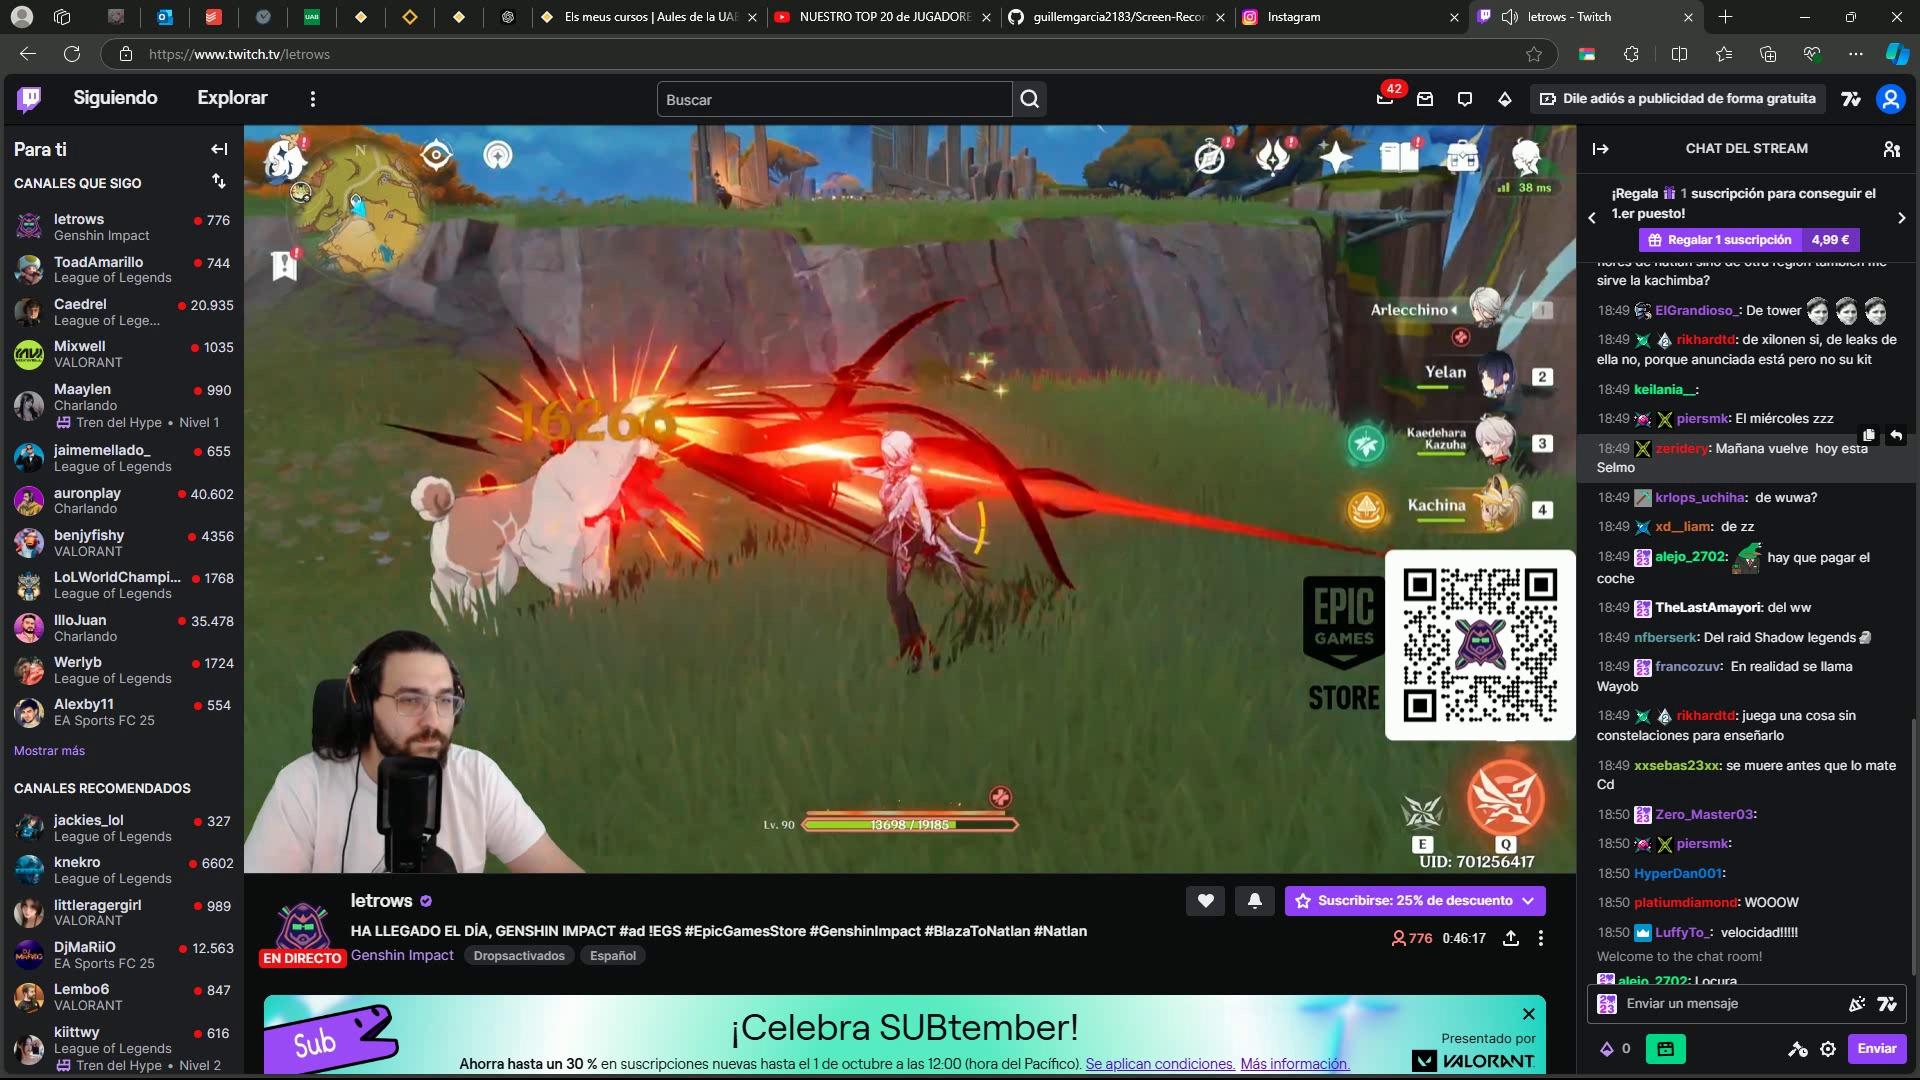 Els meus cursos | Aules de la UAB
NUESTRO TOP 20 de JUGADORE
guillemgarcia2183/Screen-Recor
Instagram
letrows - Twitch
https://www.twitch.tv/letrows
Siguiendo
Explorar
Buscar
42
Dile adiós a publicidad de forma gratuita
Para ti
CANALES QUE SIGO
letrows
776
Genshin Impact
ToadAmarillo
744
League of Legends
Caedrel
20.935
League of Lege...
Mixwell
1035
VALORANT
Maaylen
990
Charlando
Tren del Hype • Nivel 1
jaimemellado_
655
League of Legends
auronplay
40.602
Charlando
benjyfishy
4356
VALORANT
LoLWorldChampi...
1768
League of Legends
IlloJuan
35.478
Charlando
Werlyb
1724
League of Legends
Alexby11
554
EA Sports FC 25
Mostrar más
CANALES RECOMENDADOS
jackies_lol
327
League of Legends
knekro
6602
League of Legends
littleragergirl
989
VALORANT
DjMaRiiO
12.563
EA Sports FC 25
Lembo6
847
VALORANT
kiittwy
616
League of Legends
Tren del Hype • Nivel 2
N
38 ms
16266
Arlecchino
1
Yelan
2
Kaedehara
Kazuha
3
Kachina
4
EPIC
GAMES
STORE
Lv. 90
13698 / 19185
E
Q
UID: 701256417
letrows
HA LLEGADO EL DÍA, GENSHIN IMPACT #ad !EGS #EpicGamesStore #GenshinImpact #BlazaToNatlan #Natlan
EN DIRECTO
Genshin Impact
Dropsactivados
Español
Suscribirse: 25% de descuento
776
0:46:17
Sub
¡Celebra SUBtember!
Ahorra hasta un 30 % en suscripciones nuevas hasta el 1 de octubre a las 12:00 (hora del Pacífico). Se aplican condiciones. Más información.
Presentado por
VALORANT
CHAT DEL STREAM
¡Regala 1 suscripción para conseguir el
1.er puesto!
Regalar 1 suscripción
4,99 €
flores de natlan sino de otra region tambien me
sirve la kachimba?
18:49 ElGrandioso_: De tower
18:49 rikhardtd: de xilonen si, de leaks de
ella no, porque anunciada está pero no su kit
18:49 keilania__:
18:49 piersmk: El miércoles zzz
18:49 zeridery: Mañana vuelve hoy esta
Selmo
18:49 krlops_uchiha: de wuwa?
18:49 xd__liam: de zz
18:49 alejo_2702: hay que pagar el
coche
18:49 TheLastAmayori: del ww
18:49 nfberserk: Del raid Shadow legends
18:49 francozuv: En realidad se llama
Wayob
18:49 rikhardtd: juega una cosa sin
constelaciones para enseñarlo
18:49 xxsebas23xx: se muere antes que lo mate
Cd
18:50 Zero_Master03:
18:50 piersmk:
18:50 HyperDan001:
18:50 platiumdiamond: WOOOW
18:50 LuffyTo_: velocidad!!!!!
Welcome to the chat room!
alejo_2702: Locura
Enviar un mensaje
0
Enviar